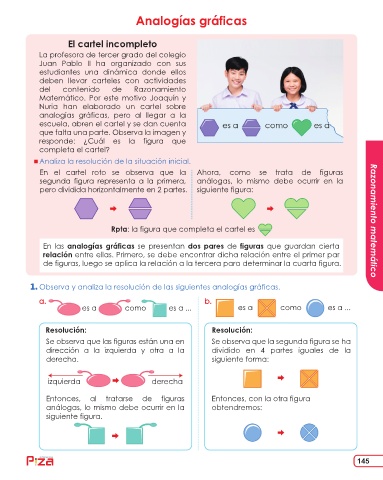 Analogías gráficas
El cartel incompleto
La profesora de tercer grado del colegio
Juan Pablo II ha organizado con sus
estudiantes una dinámica donde ellos
deben llevar carteles con actividades
del contenido de Razonamiento
Matemático. Por este motivo Joaquín y
Nuria han elaborado un cartel sobre
analogías gráficas, pero al llegar a la
escuela, abren el cartel y se dan cuenta
que falta una parte. Observa la imagen y
responde: ¿Cuál es la figura que
completa el cartel?
es a como es a
Analiza la resolución de la situación inicial.
En el cartel roto se observa que la
segunda figura representa a la primera,
pero dividida horizontalmente en 2 partes.
Ahora, como se trata de figuras
análogas, lo mismo debe ocurrir en la
siguiente figura:
Rpta: la figura que completa el cartel es
En las analogías gráficas se presentan dos pares de figuras que guardan cierta
relación entre ellas. Primero, se debe encontrar dicha relación entre el primer par
de figuras, luego se aplica la relación a la tercera para determinar la cuarta figura.
Razonamiento matemático
1. Observa y analiza la resolución de las siguientes analogías gráficas.
a. es a como es a ...
Resolución:
Se observa que las figuras están una en
dirección a la izquierda y otra a la
derecha.
izquierda derecha
Entonces, al tratarse de figuras
análogas, lo mismo debe ocurrir en la
siguiente figura.
b. es a como es a ...
Resolución:
Se observa que la segunda figura se ha
dividido en 4 partes iguales de la
siguiente forma:
Entonces, con la otra figura
obtendremos:
Piza
145